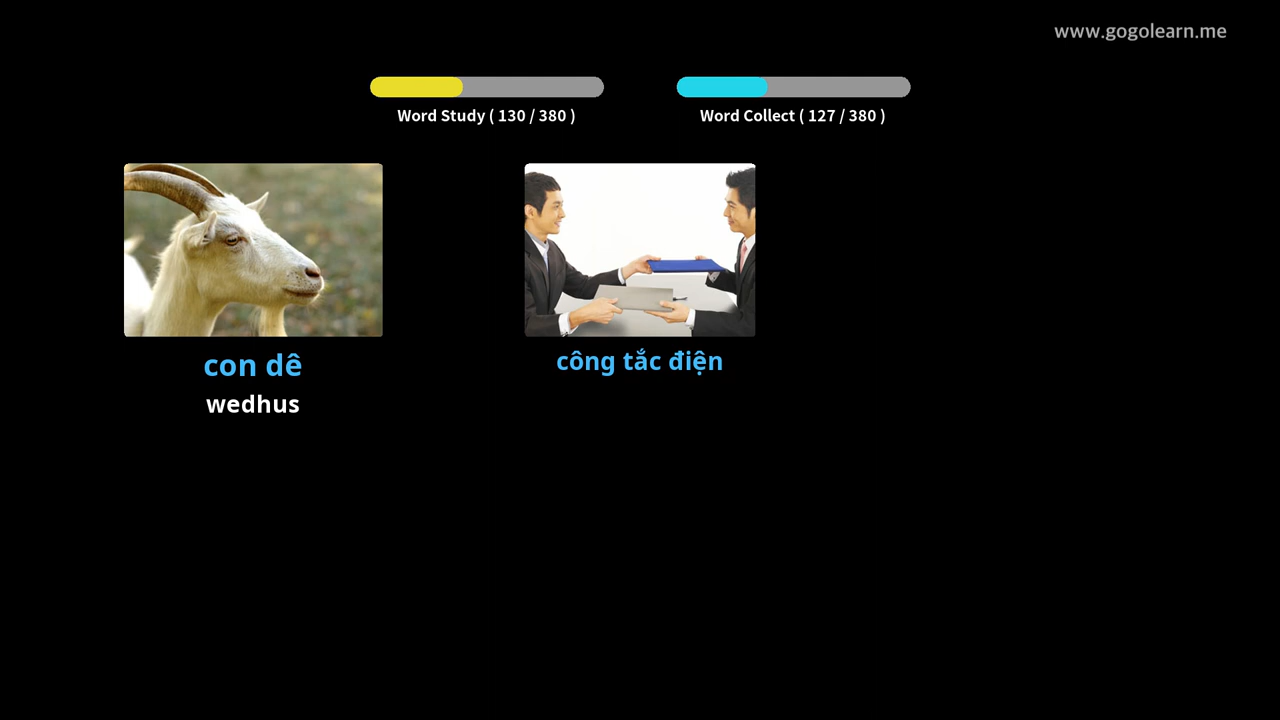 www.gogolearn.me
Word Study ( 130 / 380 )
Word Collect ( 127 / 380 )
con dê
wedhus
công tắc điện